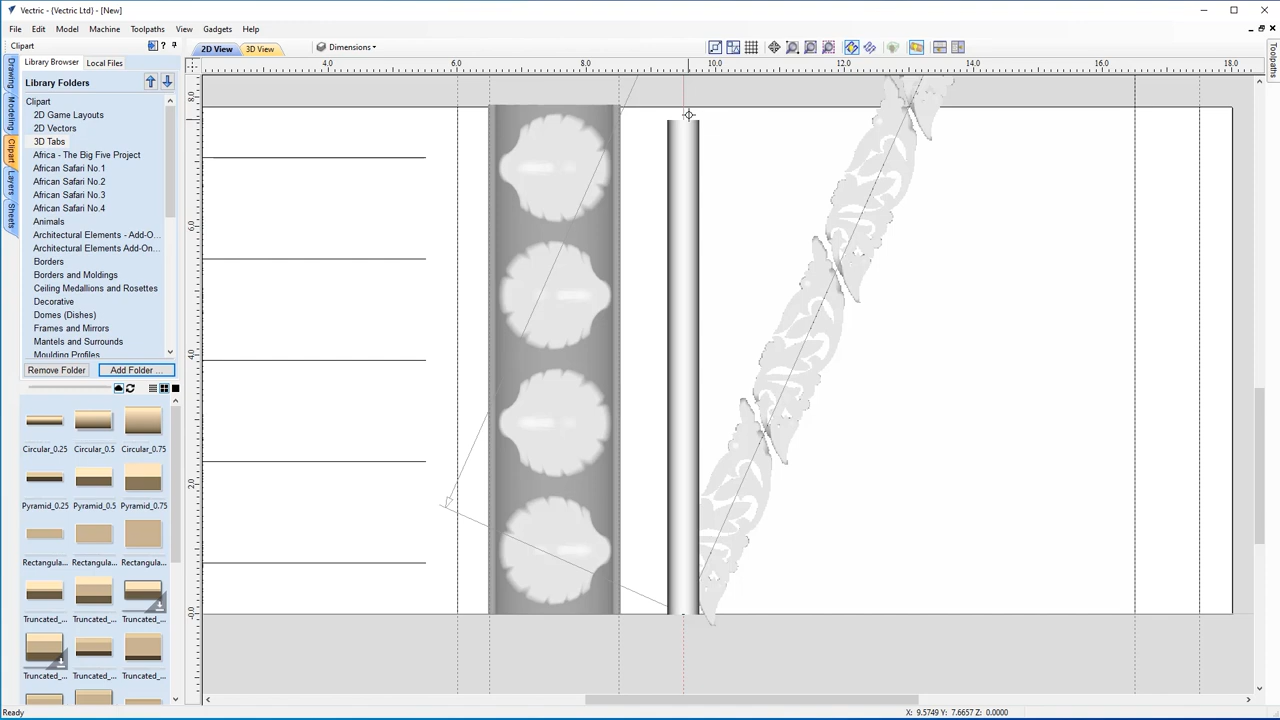 Vectric - {Vectric Ltd} - [New]
File Edit Model Machine Toolpaths View Gadgets Help
Clipart
2D View 3D View Dimensions
Library Browser Local Files
Library Folders
Clipart
2D Game Layouts
2D Vectors
3D Tabs
Africa - The Big Five Project
African Safari No.1
African Safari No.2
African Safari No.3
African Safari No.4
Animals
Architectural Elements - Add-O...
Architectural Elements Add-On...
Borders
Borders and Moldings
Ceiling Medallions and Rosettes
Decorative
Domes (Dishes)
Frames and Mirrors
Mantels and Surrounds
Moulding Profiles
Remove Folder Add Folder ...
Circular_0.25 Circular_0.5 Circular_0.75
Pyramid_0.25 Pyramid_0.5 Pyramid_0.75
Rectangula... Rectangula... Rectangula...
Truncated_... Truncated_... Truncated_...
Truncated_... Truncated_... Truncated_...
Drawing
Modeling
Clipart
Layers
Sheets
4.0 6.0 8.0 10.0 12.0 14.0 16.0 18.0
8.0
6.0
4.0
2.0
-0.0
Toolpaths
Ready
X: 9.5749 Y: 7.6657 Z: 0.0000